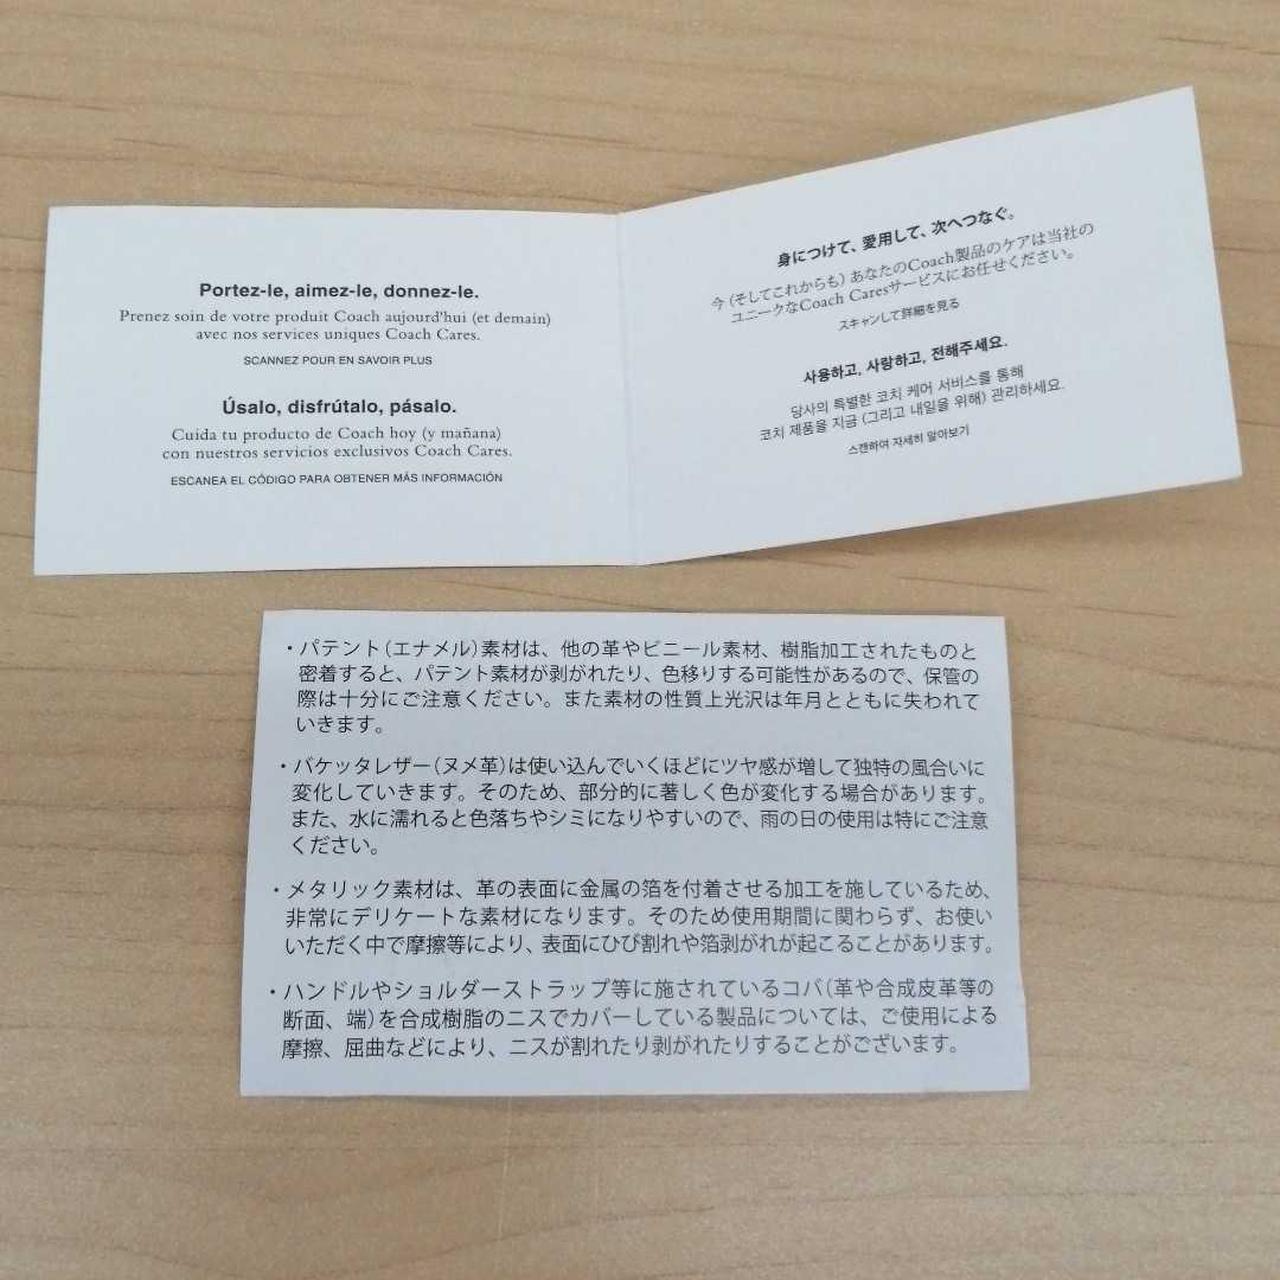 Portez-le, aimez-le, donnez-le.
Prenez soin de votre produit Coach aujourd'hui (et demain)
avec nos services uniques Coach Cares.
SCANNEZ POUR EN SAVOIR PLUS
Úsalo, disfrútalo, pásalo.
Cuida tu producto de Coach hoy (y mañana)
con nuestros servicios exclusivos Coach Cares.
ESCANEA EL CÓDIGO PARA OBTENER MÁS INFORMACIÓN
身につけて、愛用して、次へつなぐ。
今（そしてこれからも）あなたのCoach製品のケアは当社の
ユニークなCoach Caresサービスにお任せください。
スキャンして詳細を見る
사용하고, 사랑하고, 전해주세요.
당사의 특별한 코치 케어 서비스를 통해
코치 제품을 지금 (그리고 내일을 위해) 관리하세요.
스캔하여 자세히 알아보기
・パテント（エナメル）素材は、他の革やビニール素材、樹脂加工されたものと
密着すると、パテント素材が剥がれたり、色移りする可能性があるので、保管の
際は十分にご注意ください。また素材の性質上光沢は年月とともに失われて
いきます。
・バケッタレザー（ヌメ革）は使い込んでいくほどにツヤ感が増して独特の風合いに
変化していきます。そのため、部分的に著しく色が変化する場合があります。
また、水に濡れると色落ちやシミになりやすいので、雨の日の使用は特にご注意
ください。
・メタリック素材は、革の表面に金属の箔を付着させる加工を施しているため、
非常にデリケートな素材になります。そのため使用期間に関わらず、お使い
いただく中で摩擦等により、表面にひび割れや箔剥がれが起こることがあります。
・ハンドルやショルダーストラップ等に施されているコバ（革や合成皮革等の
断面、端）を合成樹脂のニスでカバーしている製品については、ご使用による
摩擦、屈曲などにより、ニスが割れたり剥がれたりすることがございます。